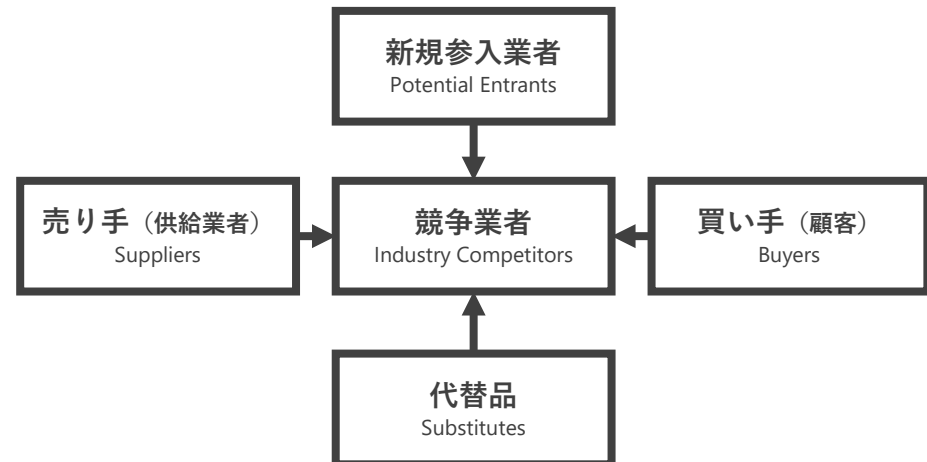 新規参入業者
Potential Entrants
売り手（供給業者）
Suppliers
競争業者
Industry Competitors
買い手（顧客）
Buyers
代替品
Substitutes